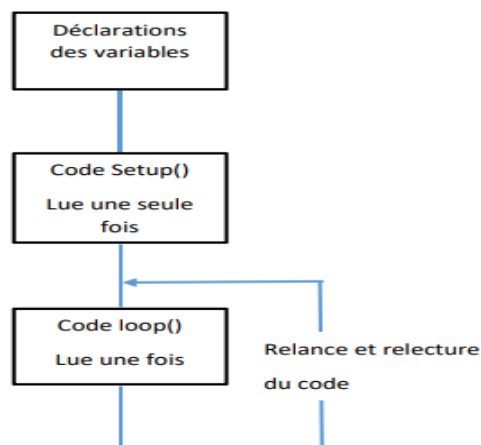 Déclarations
des variables
Code Setup()
Lue une seule
fois
Code loop()
Lue une fois
Relance et relecture
du code